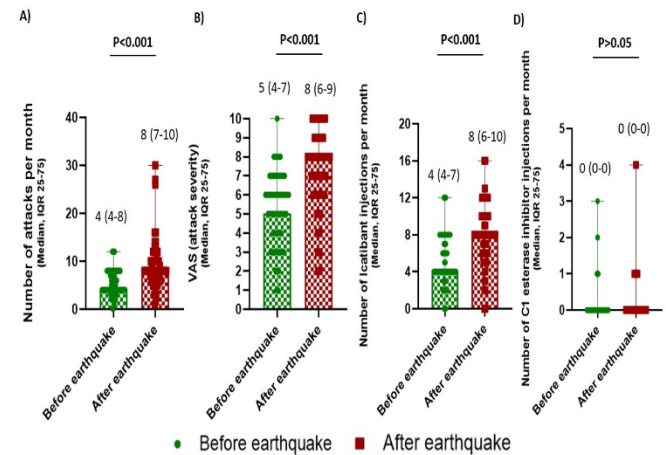 A)
P<0.001
4 (4-8)
8 (7-10)
Number of attacks per month
(Median, IQR 25-75)
40
30
20
10
0
Before earthquake
After earthquake
B)
P<0.001
5 (4-7)
8 (6-9)
VAS (attack severity)
(Median, IQR 25-75)
10
9
8
7
6
5
4
3
2
1
0
Before earthquake
After earthquake
C)
P<0.001
4 (4-7)
8 (6-10)
Number of Icatibant injections per month
(Median, IQR 25-75)
20
16
12
8
4
0
Before earthquake
After earthquake
D)
P>0.05
0 (0-0)
0 (0-0)
Number of C1 esterase inhibitor injections per month
(Median, IQR 25-75)
5
4
3
2
1
0
Before earthquake
After earthquake
Before earthquake
After earthquake